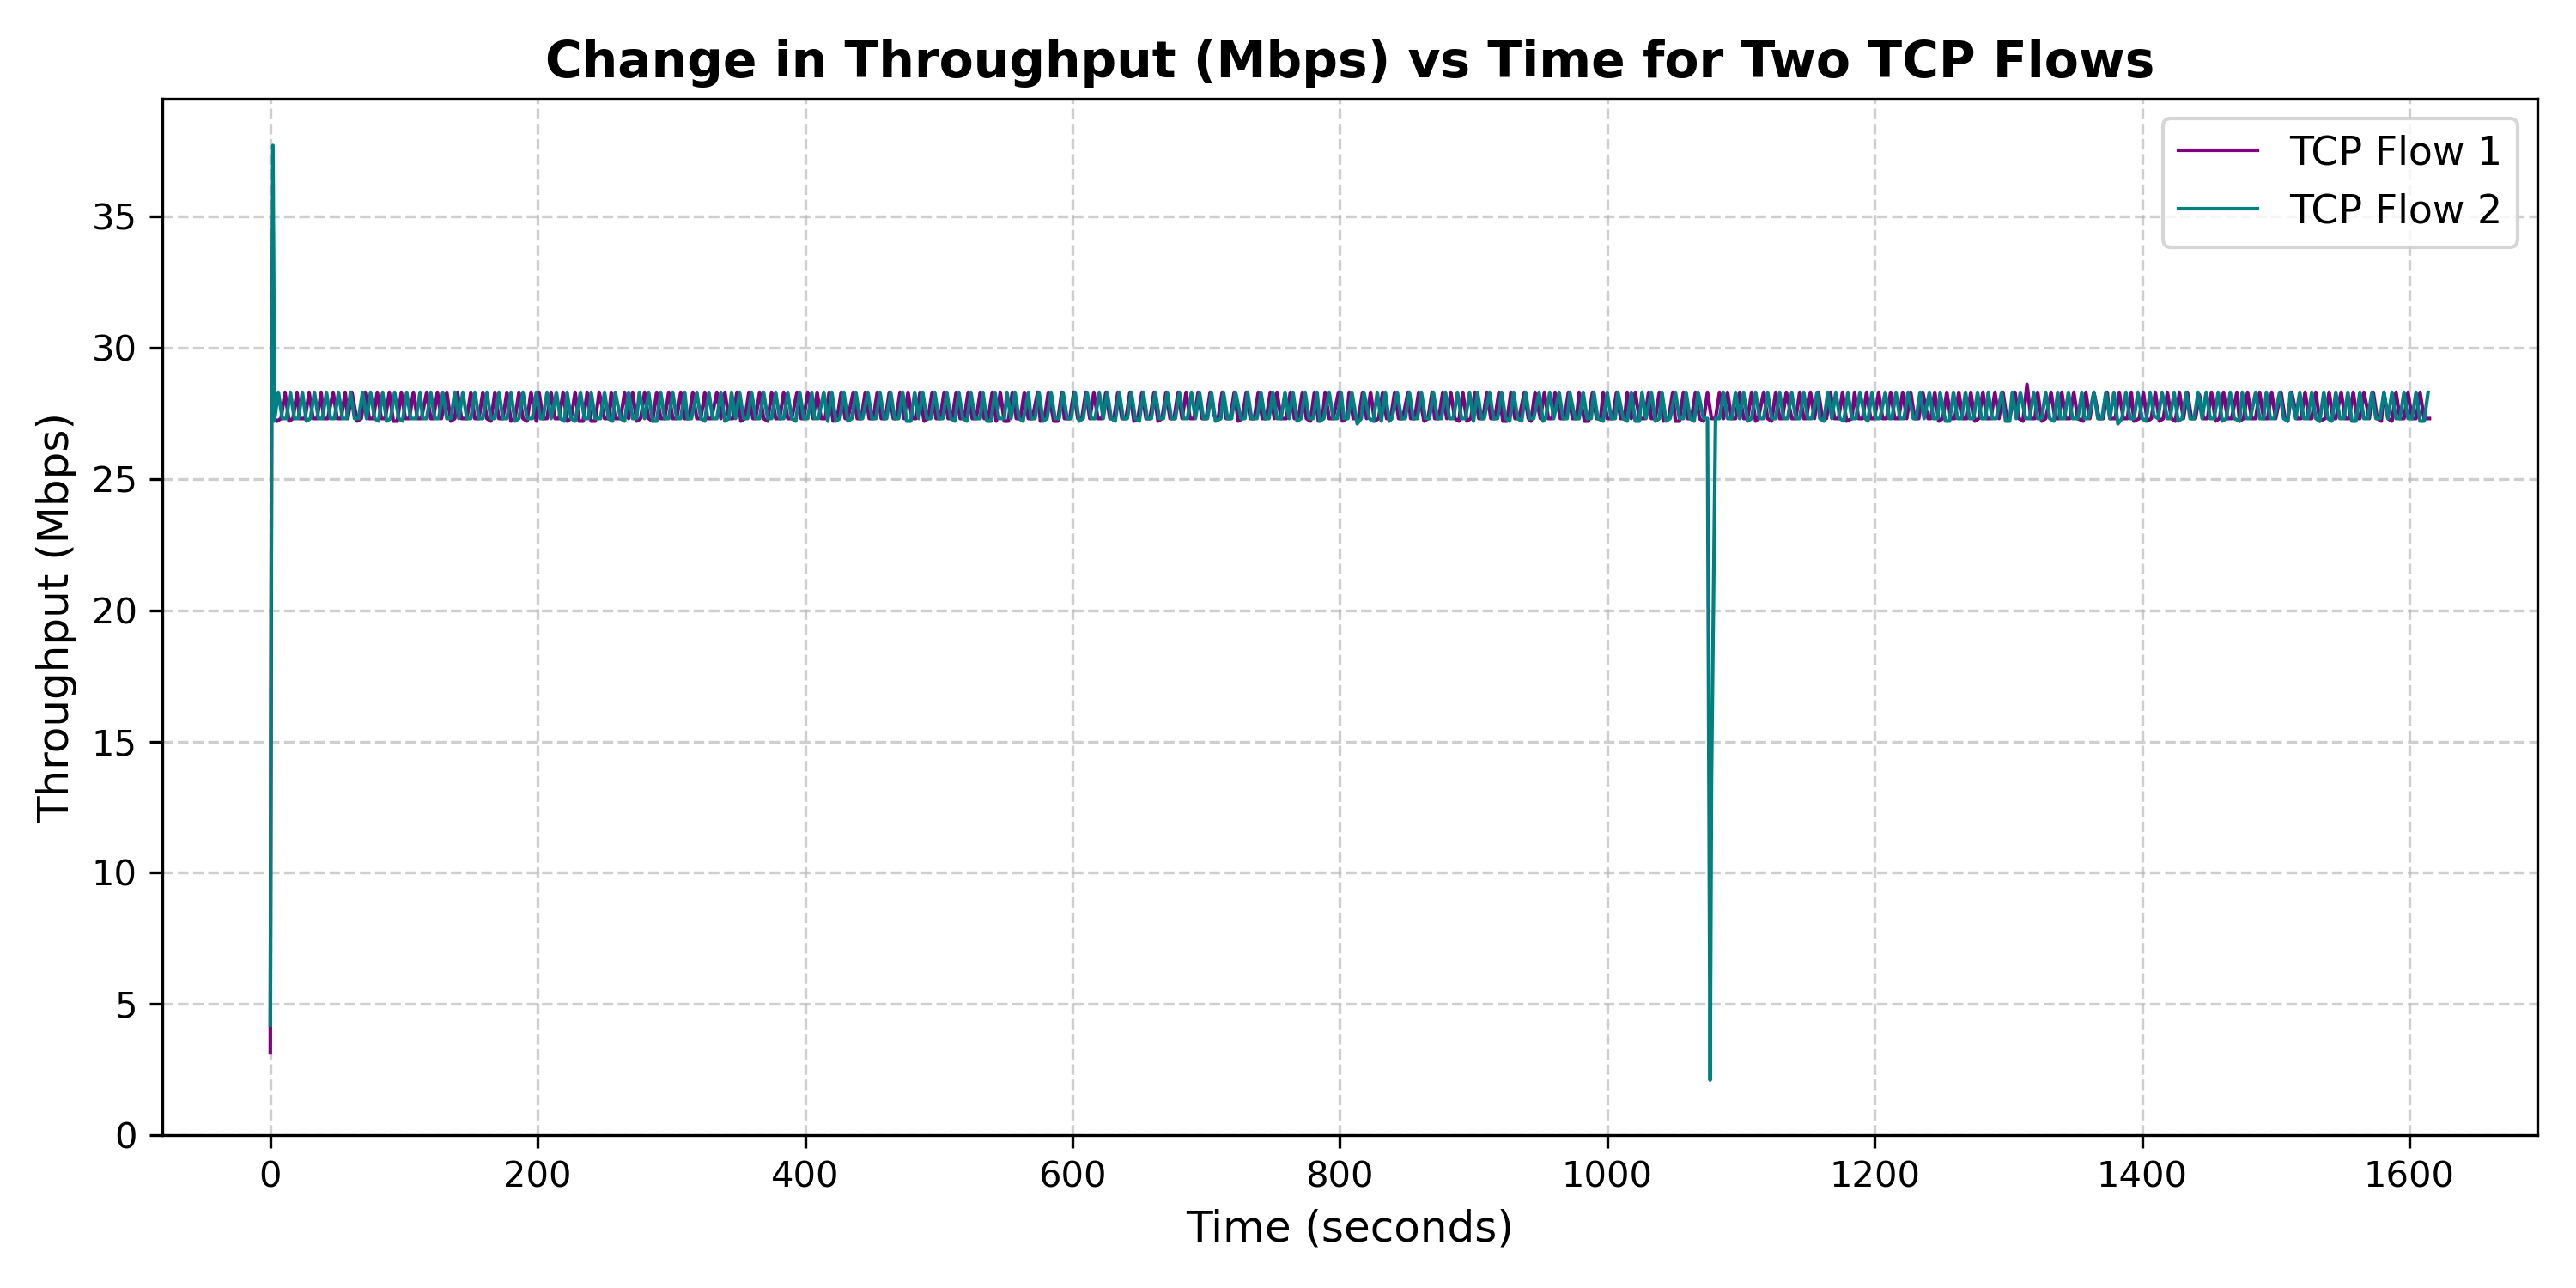 Change in Throughput (Mbps) vs Time for Two TCP Flows
TCP Flow 1
TCP Flow 2
Throughput (Mbps)
35
30
25
20
15
10
5
0
0 200 400 600 800 1000 1200 1400 1600
Time (seconds)